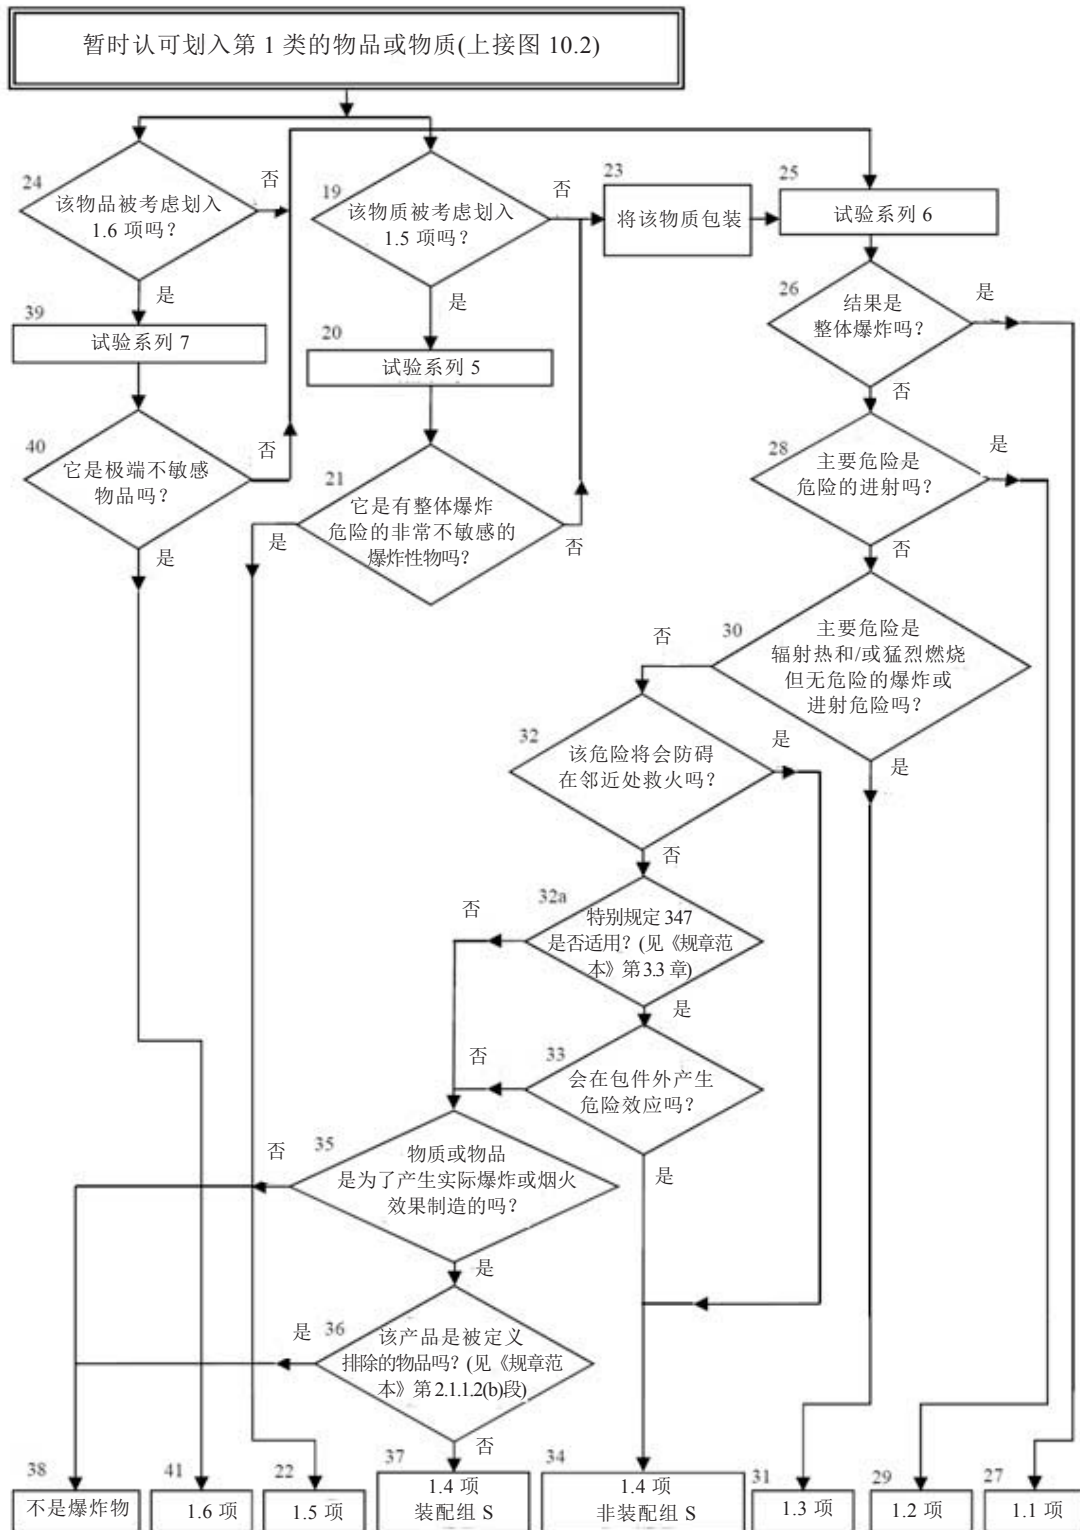 暂时认可划入第 1 类的物品或物质(上接图 10.2)
24
该物品被考虑划入
1.6 项吗?
否
是
19
该物质被考虑划入
1.5 项吗?
否
是
23
将该物质包装
25
试验系列 6
26
结果是
整体爆炸吗?
是
否
39
试验系列 7
20
试验系列 5
40
它是极端不敏感
物品吗?
否
是
21
它是有整体爆炸
危险的非常不敏感的
爆炸性物吗?
是
否
28
主要危险是
危险的迸射吗?
是
否
30
主要危险是
辐射热和/或猛烈燃烧
但无危险的爆炸或
迸射危险吗?
否
是
32
该危险将会防碍
在邻近处救火吗?
是
否
32a
特别规定 347
是否适用? (见《规章范
本》第 3.3 章)
否
是
33
会在包件外产生
危险效应吗?
否
是
35
物质或物品
是为了产生实际爆炸或烟火
效果制造的吗?
否
是
36
该产品是被定义
排除的物品吗? (见《规章范
本》第 2.1.1.2(b)段)
是
否
38
不是爆炸物
41
1.6 项
22
1.5 项
37
1.4 项
装配组 S
34
1.4 项
非装配组 S
31
1.3 项
29
1.2 项
27
1.1 项